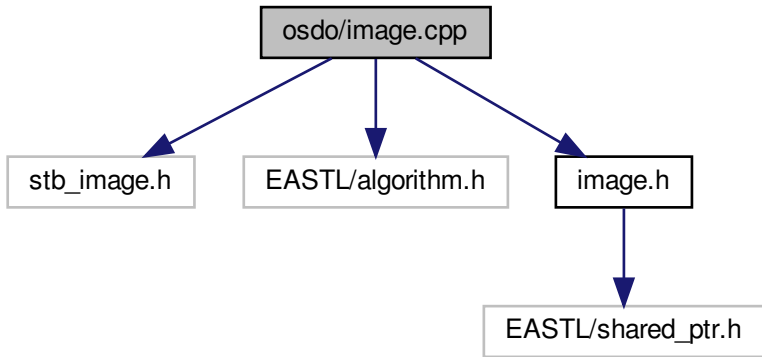 osdo/image.cpp
stb_image.h
EASTL/algorithm.h
image.h
EASTL/shared_ptr.h